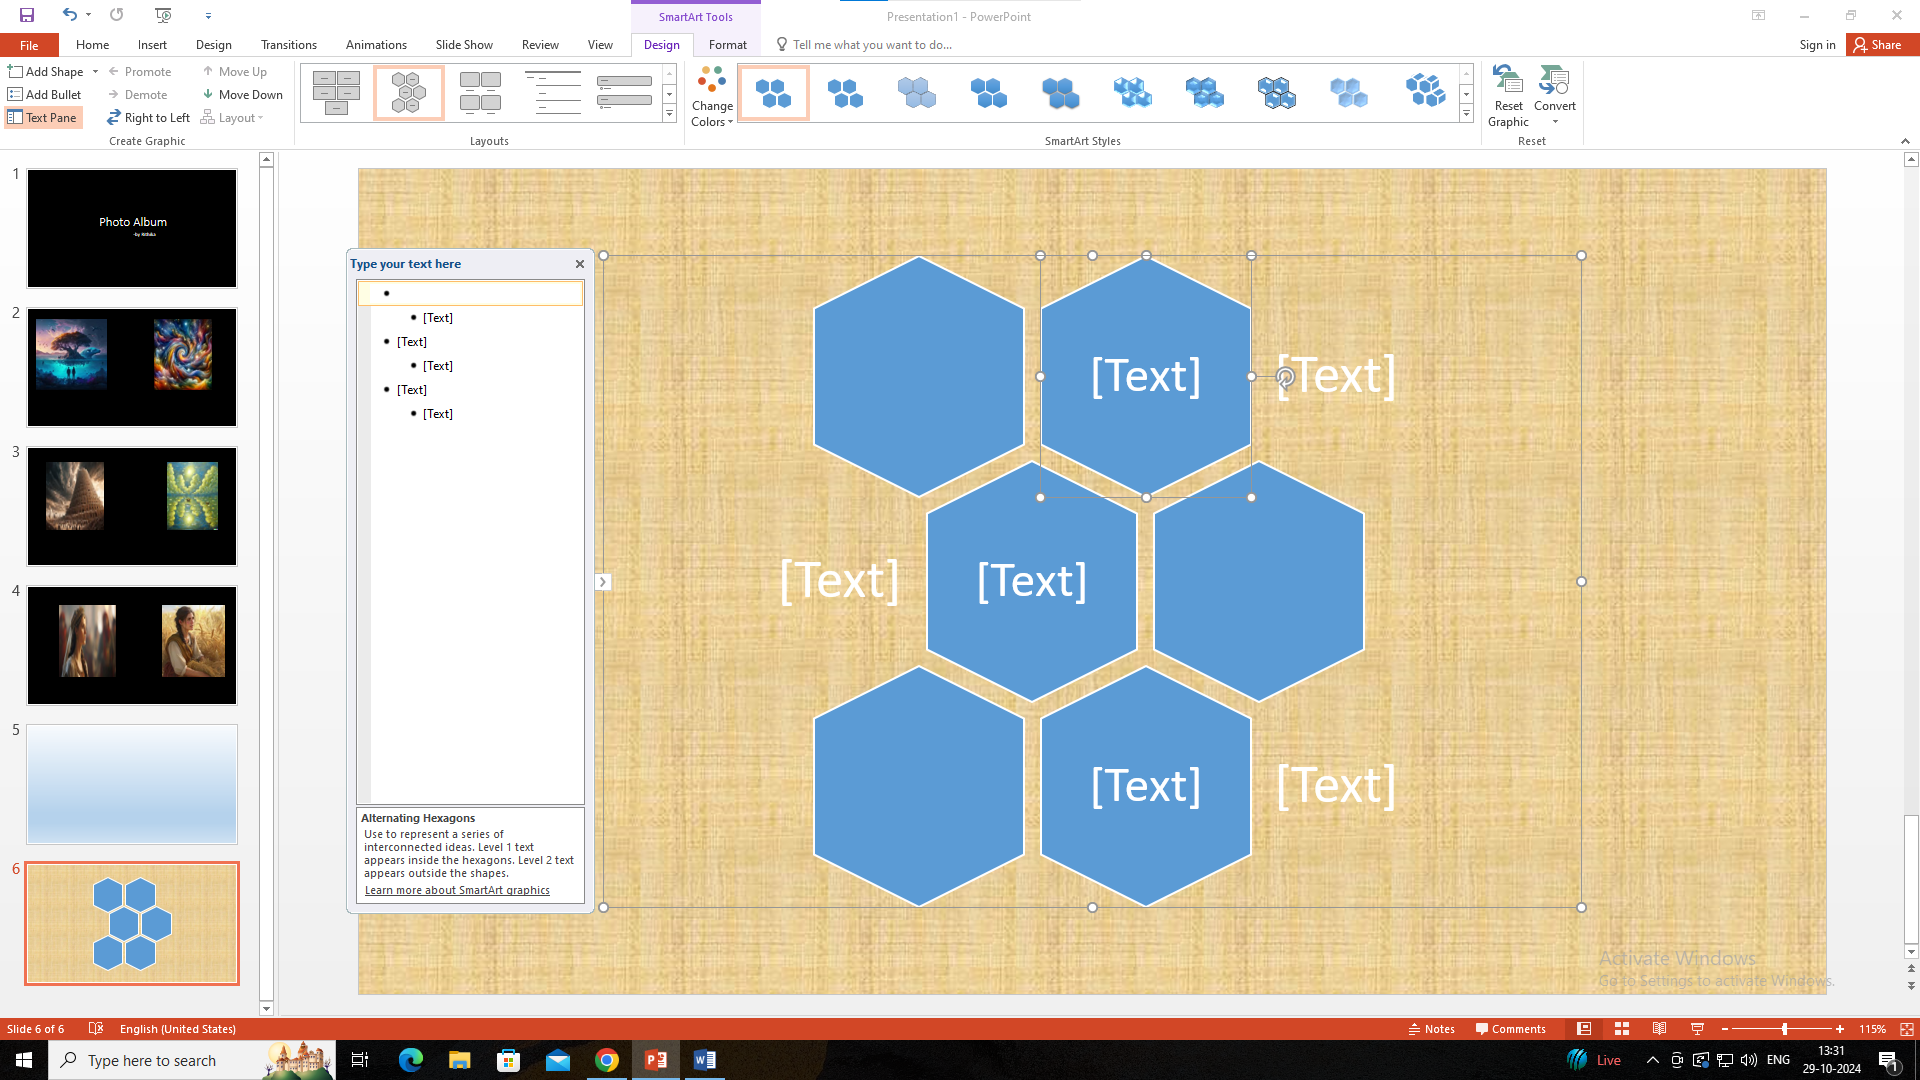 SmartArt Tools
Presentation1 - PowerPoint
File
Home
Insert
Design
Transitions
Animations
Slide Show
Review
View
Design
Format
Tell me what you want to do...
Sign in
Share
Add Shape
Promote
Move Up
Add Bullet
Demote
Move Down
Text Pane
Right to Left
Layout
Create Graphic
Layouts
Change
Colors
SmartArt Styles
Reset
Graphic
Convert
Reset
1
Photo Album
-by Rithika
2
3
4
5
6
Type your text here
[Text]
[Text]
[Text]
[Text]
[Text]
Alternating Hexagons
Use to represent a series of
interconnected ideas. Level 1 text
appears inside the hexagons. Level 2 text
appears outside the shapes.
Learn more about SmartArt graphics
[Text]
[Text]
[Text]
[Text]
[Text]
[Text]
Activate Windows
Go to Settings to activate Windows.
Slide 6 of 6
English (United States)
Notes
Comments
115%
Type here to search
Live
ENG
13:31
29-10-2024
1